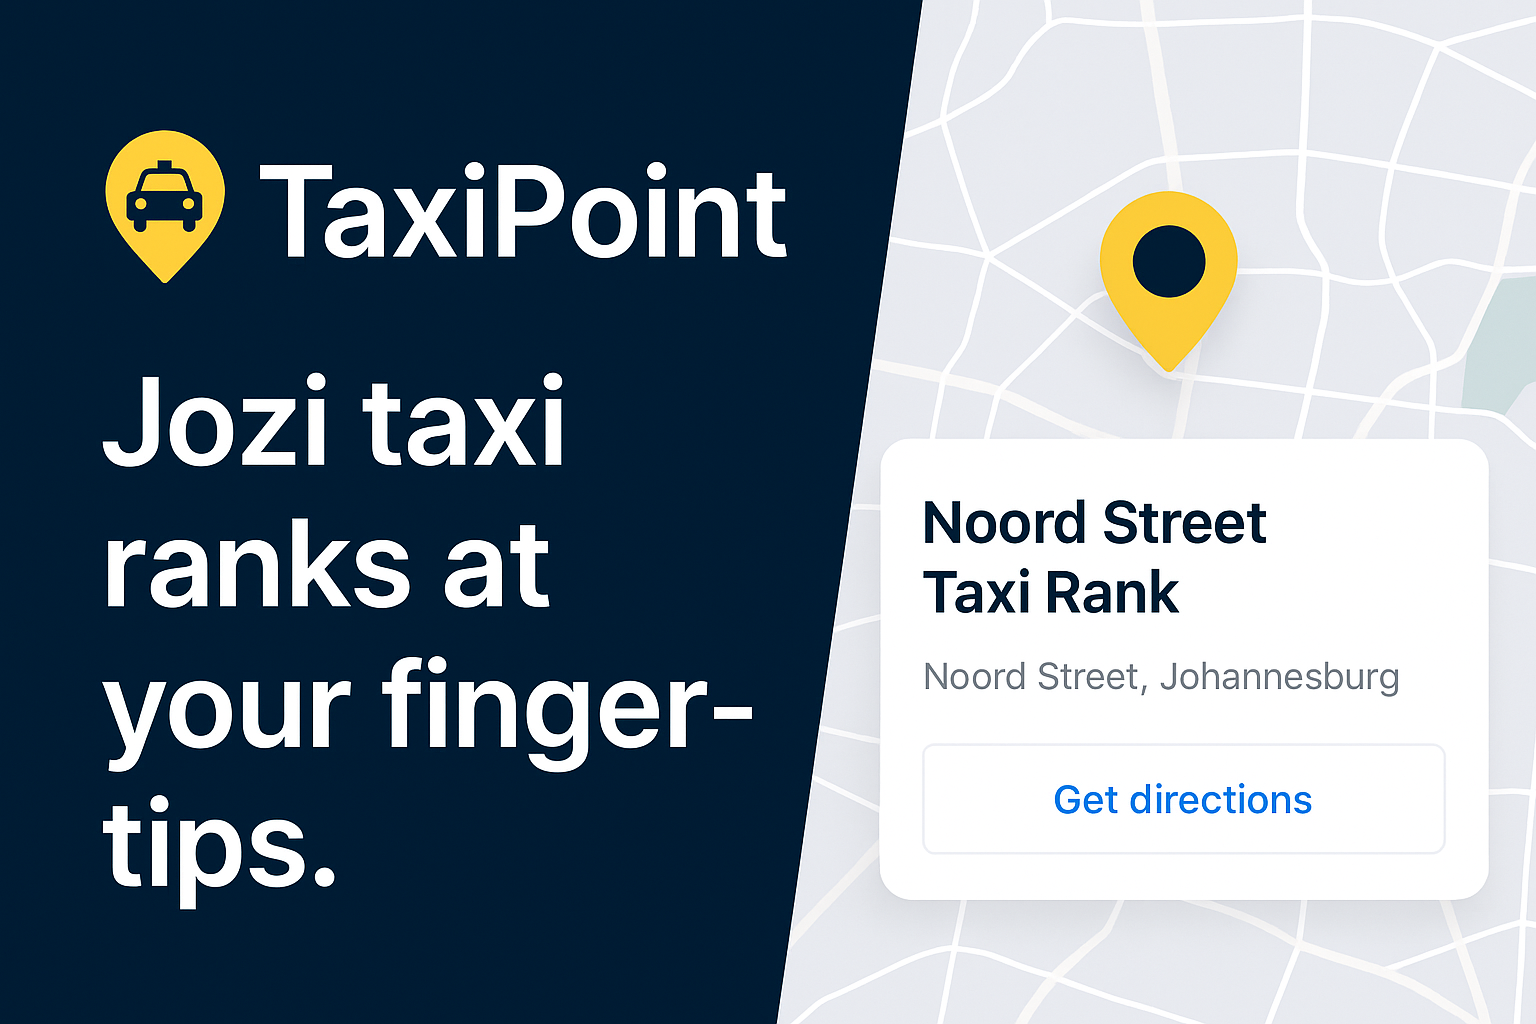 TaxiPoint
Jozi taxi
ranks at
your finger-
tips.
Noord Street
Taxi Rank
Noord Street, Johannesburg
Get directions